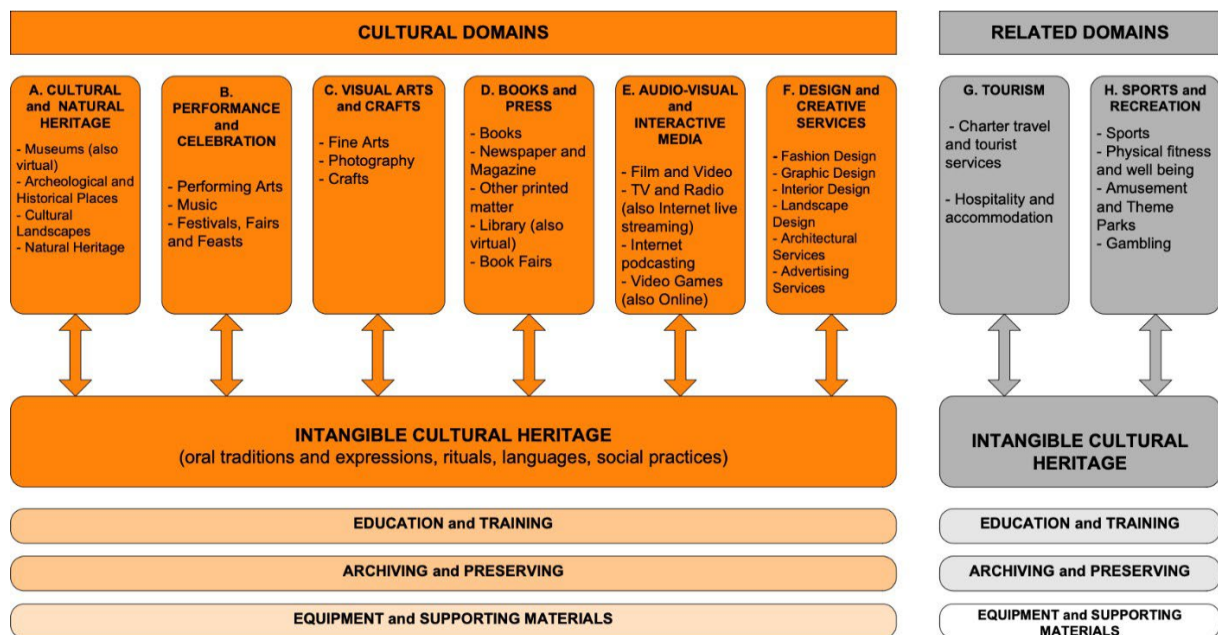 CULTURAL DOMAINS
RELATED DOMAINS
A. CULTURAL
and NATURAL
HERITAGE
- Museums (also
virtual)
- Archeological and
Historical Places
- Cultural
Landscapes
- Natural Heritage
B.
PERFORMANCE
and
CELEBRATION
- Performing Arts
- Music
- Festivals, Fairs
and Feasts
C. VISUAL ARTS
and CRAFTS
- Fine Arts
- Photography
- Crafts
D. BOOKS and
PRESS
- Books
- Newspaper and
Magazine
- Other printed
matter
- Library (also
virtual)
- Book Fairs
E. AUDIO-VISUAL
and
INTERACTIVE
MEDIA
- Film and Video
- TV and Radio
(also Internet live
streaming)
- Internet
podcasting
- Video Games
(also Online)
F. DESIGN and
CREATIVE
SERVICES
- Fashion Design
- Graphic Design
- Interior Design
- Landscape
Design
- Architectural
Services
- Advertising
Services
G. TOURISM
- Charter travel
and tourist
services
- Hospitality and
accommodation
H. SPORTS and
RECREATION
- Sports
- Physical fitness
and well being
- Amusement
and Theme
Parks
- Gambling
INTANGIBLE CULTURAL HERITAGE
(oral traditions and expressions, rituals, languages, social practices)
INTANGIBLE CULTURAL
HERITAGE
EDUCATION and TRAINING
EDUCATION and TRAINING
ARCHIVING and PRESERVING
ARCHIVING and PRESERVING
EQUIPMENT and SUPPORTING MATERIALS
EQUIPMENT and SUPPORTING
MATERIALS